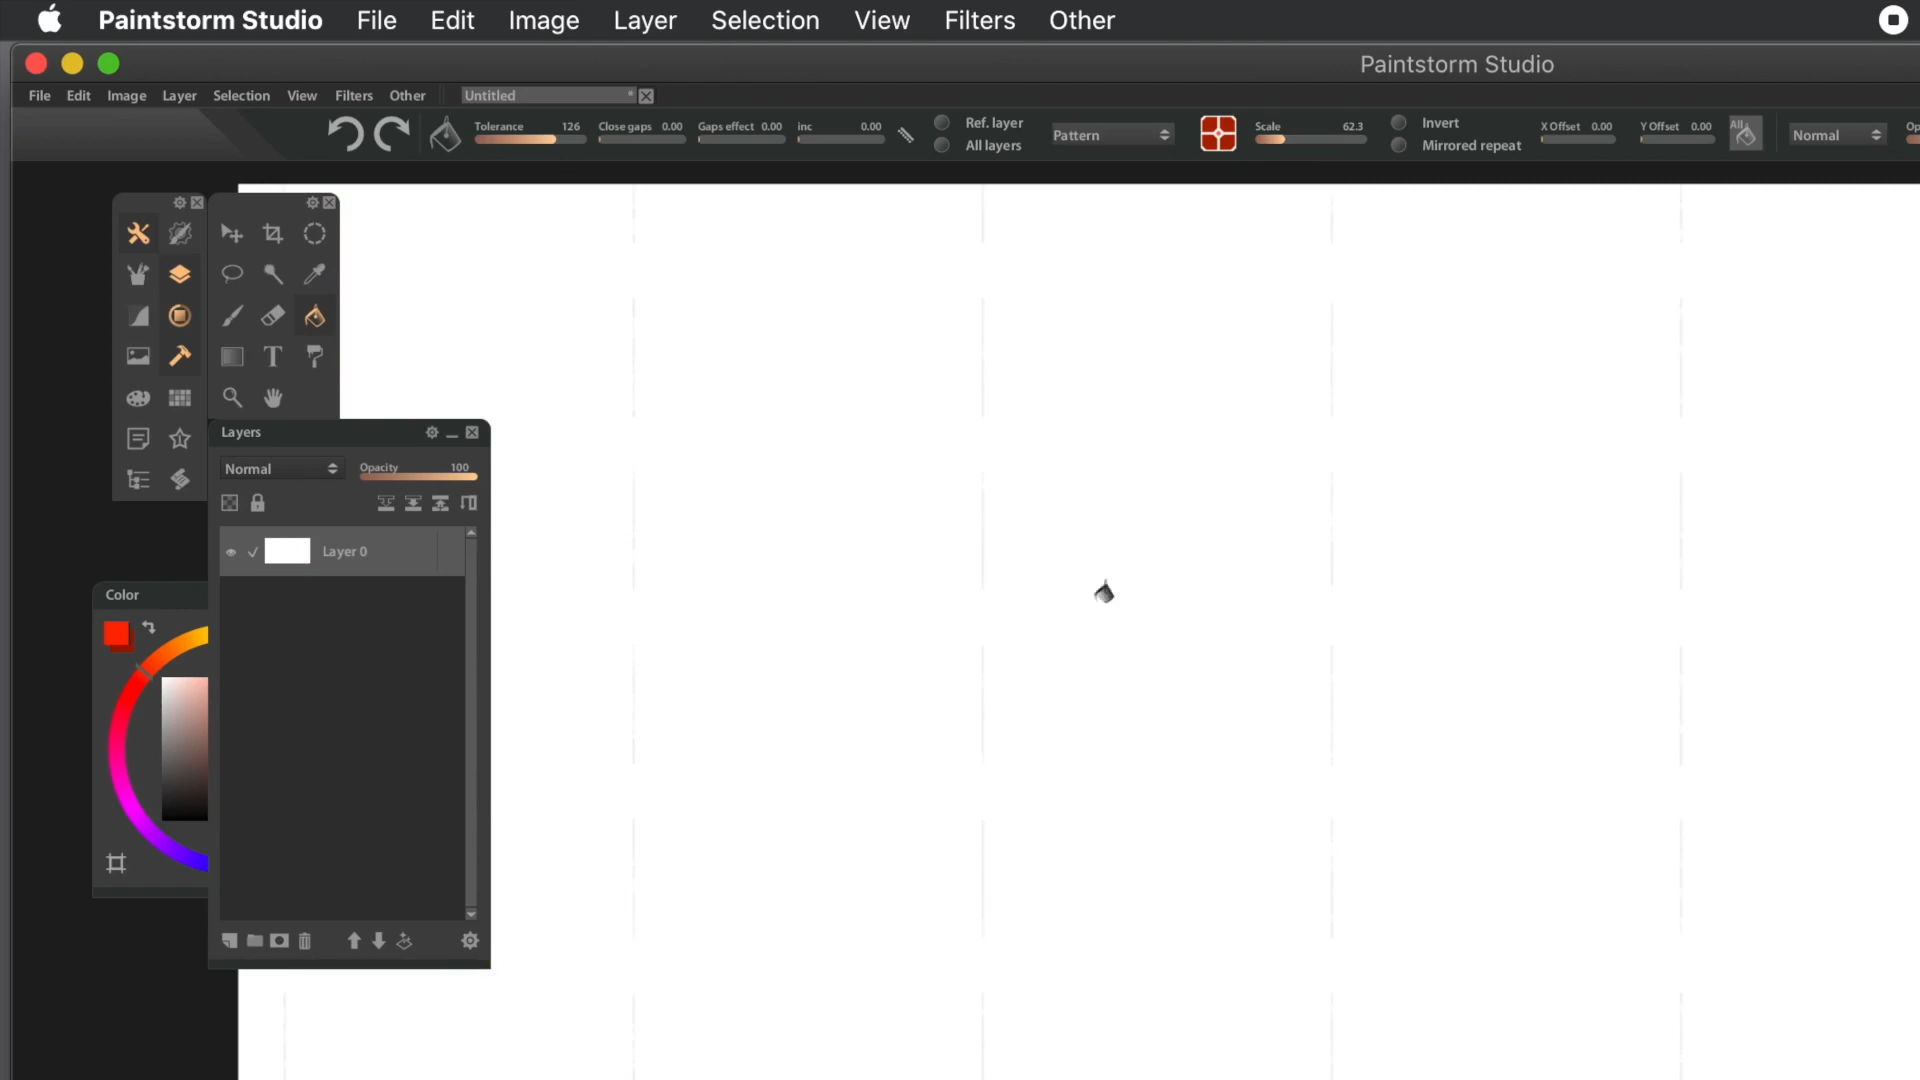 Paintstorm Studio File Edit Image Layer Selection View Filters Other
Paintstorm Studio
File Edit Image Layer Selection View Filters Other Untitled *
Tolerance 126 Close gaps 0.00 Gaps effect 0.00 inc 0.00 Ref. layer Pattern Scale 62.3 Invert X Offset 0.00 Y Offset 0.00 All Normal Op
All layers Mirrored repeat
T
Layers
Normal Opacity 100
Layer 0
Color